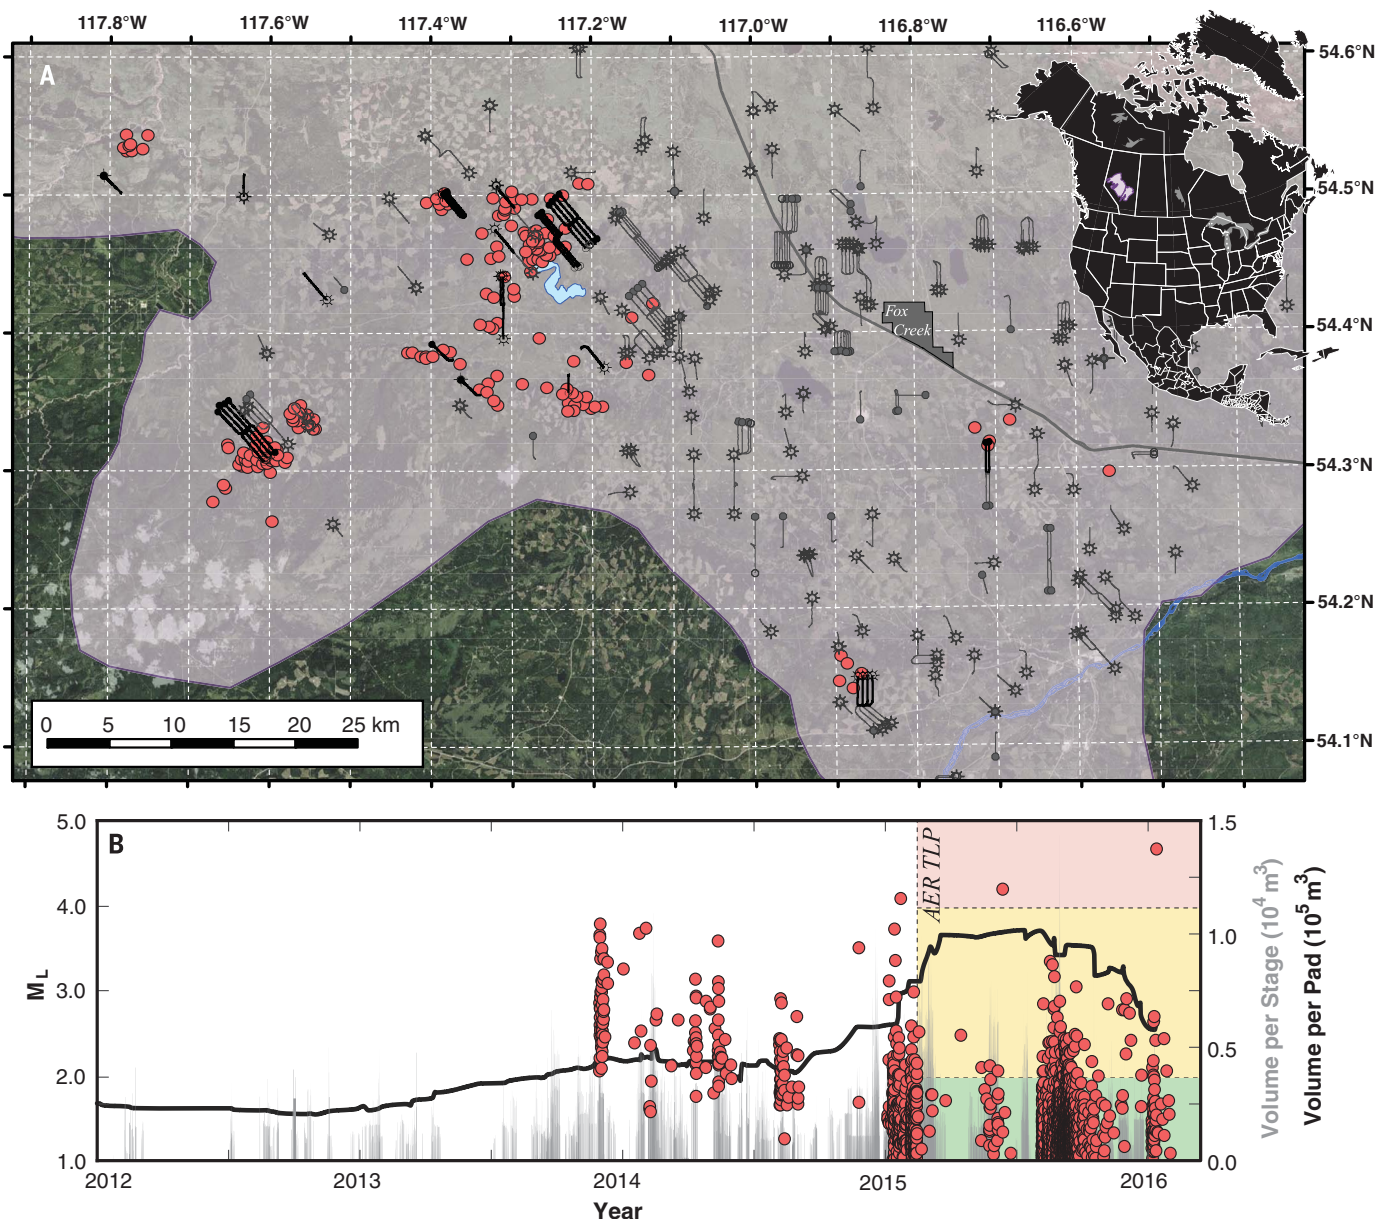 117.8°W 117.6°W 117.4°W 117.2°W 117.0°W 116.8°W 116.6°W
A
54.6°N
54.5°N
54.4°N
54.3°N
54.2°N
54.1°N
Fox
Creek
0 5 10 15 20 25 km
B
5.0
4.0
3.0
2.0
1.0
M_L
AER TLP
1.5
1.0
0.5
0.0
Volume per Stage (10⁴ m³)
Volume per Pad (10⁵ m³)
2012 2013 2014 2015 2016
Year